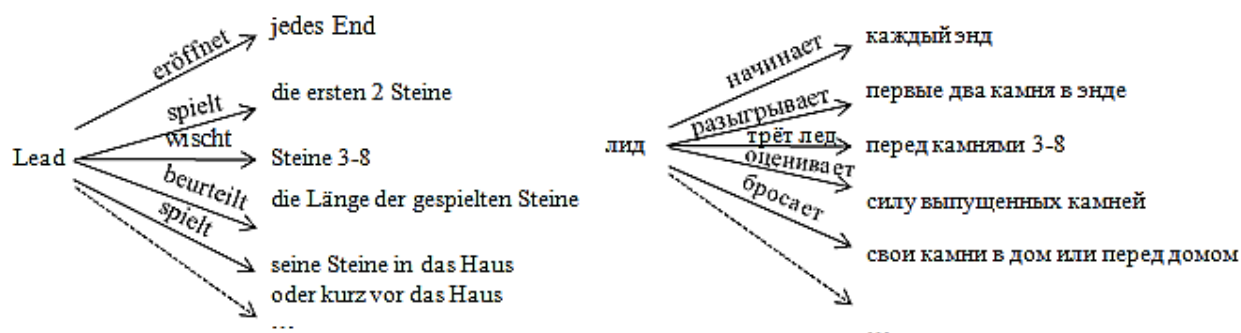 eröffnet jedes End
spielt die ersten 2 Steine
Lead wischt Steine 3-8
beurteilt die Länge der gespielten Steine
spielt seine Steine in das Haus
oder kurz vor das Haus
...
начинает каждый энд
разыгрывает первые два камня в энде
лид трёт лед перед камнями 3-8
оценивает силу выпущенных камней
бросает свои камни в дом или перед домом
...